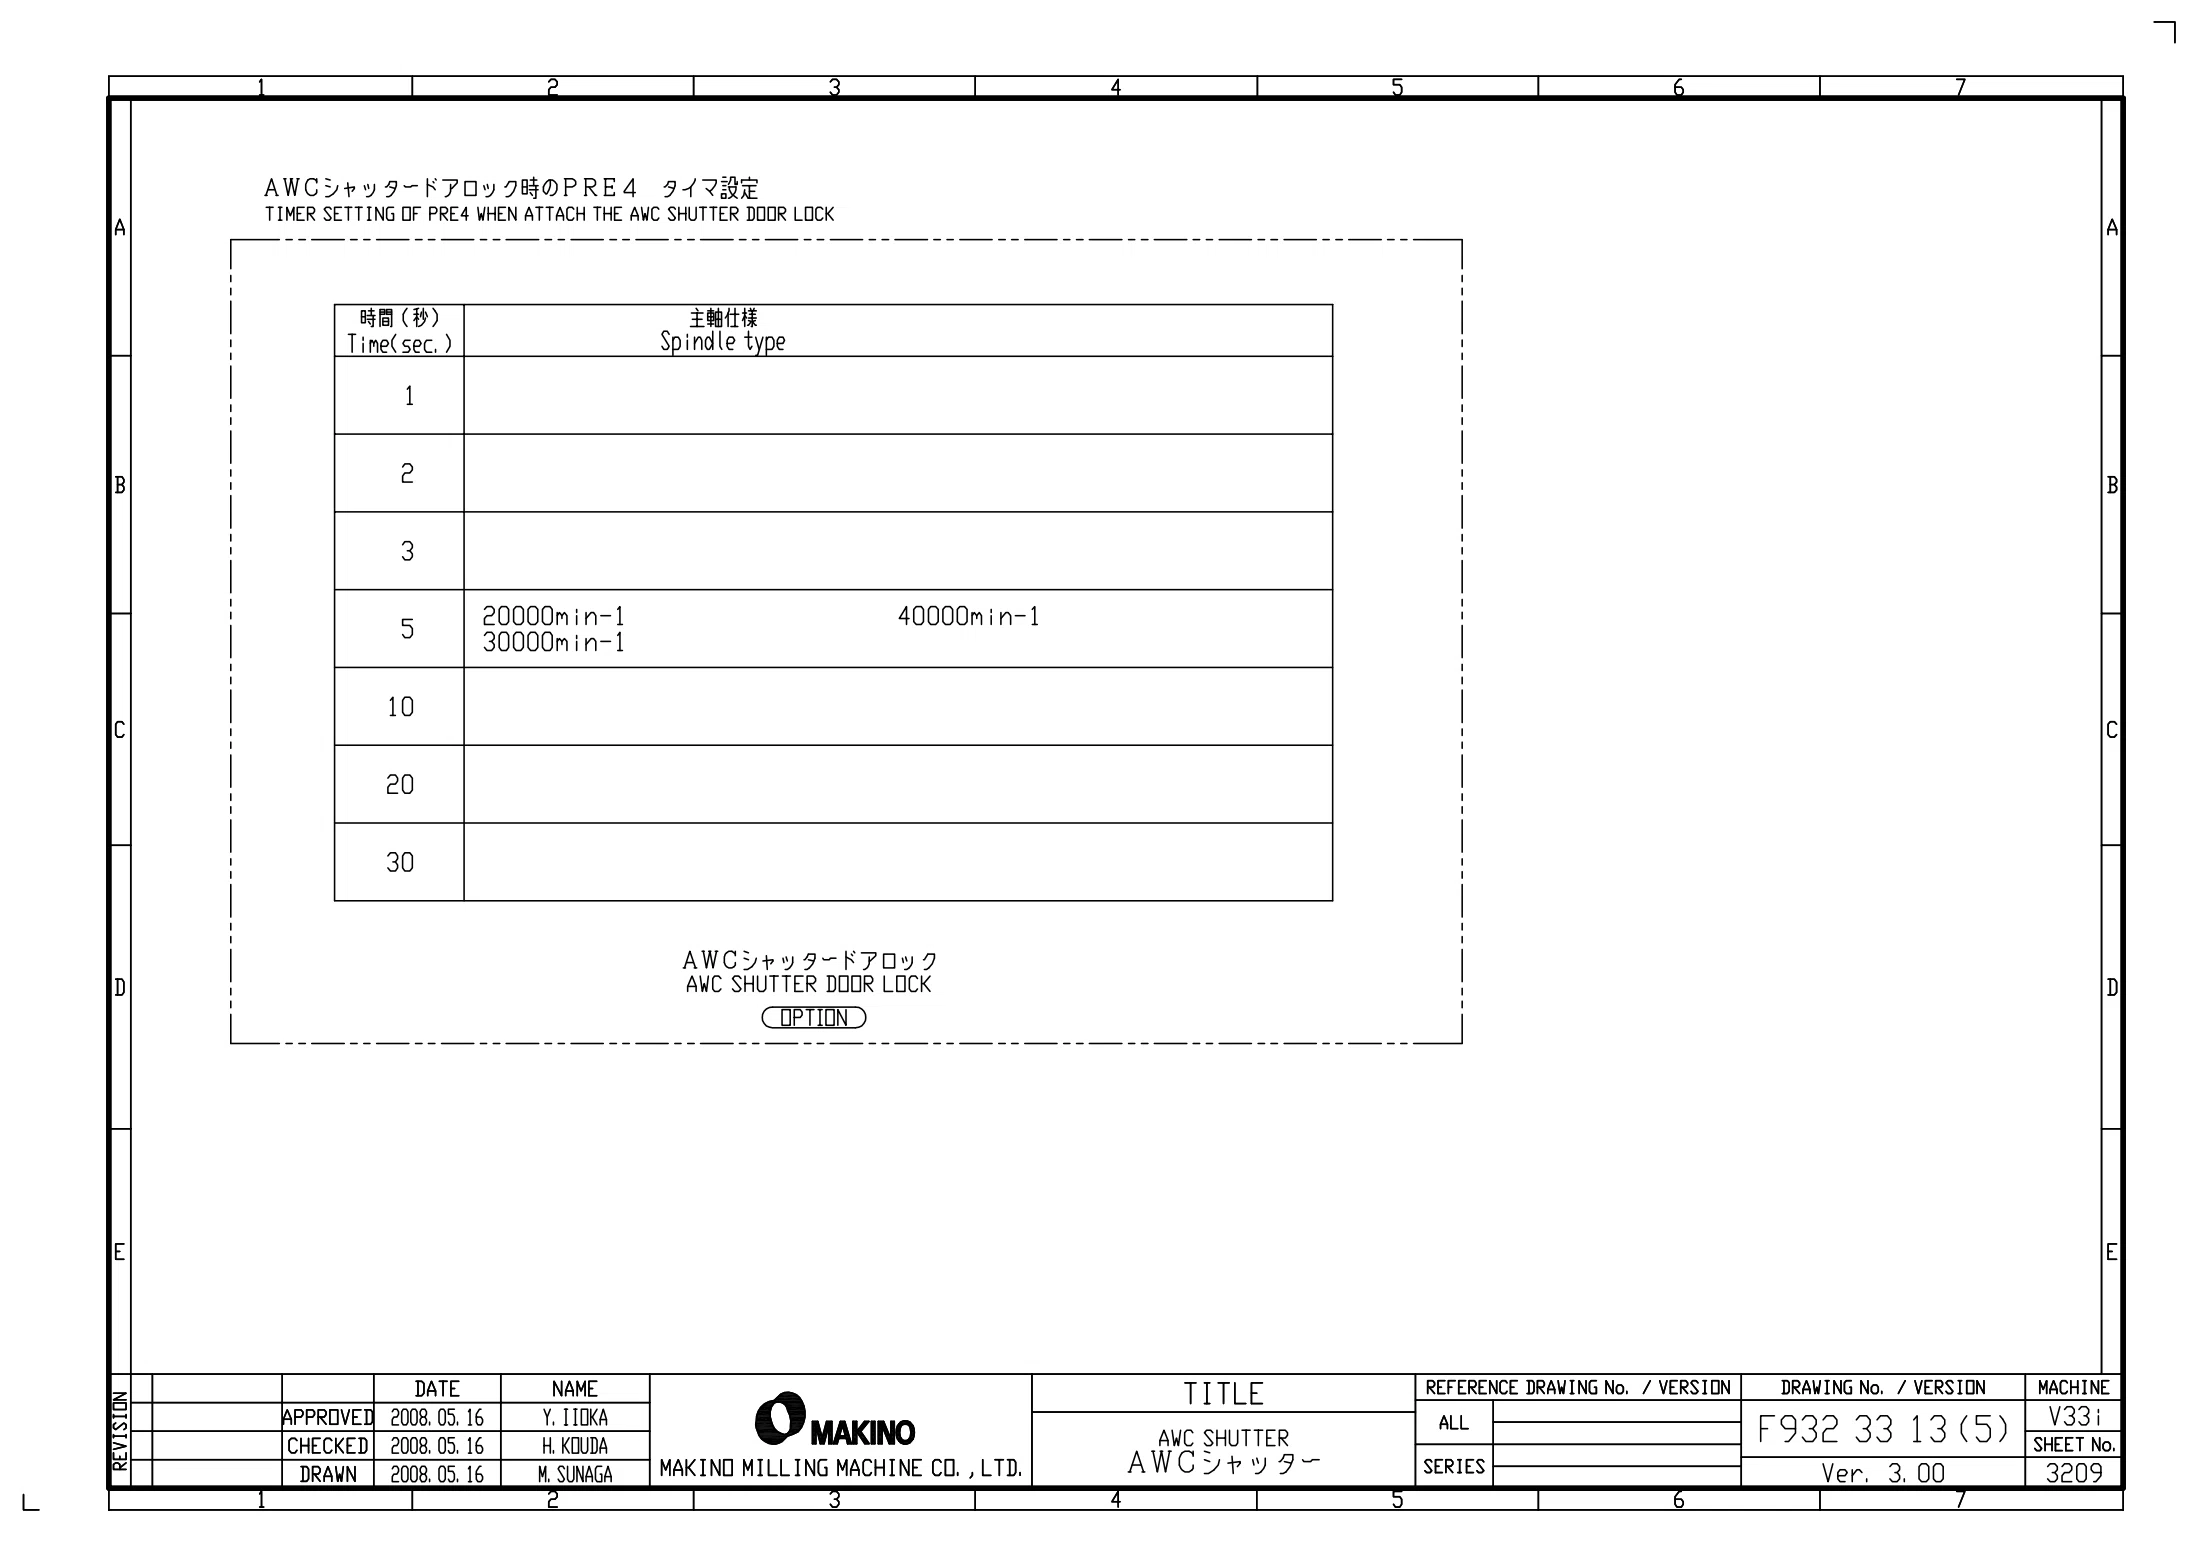 1 2 3 4 5 6 7
AWCシャッタードアロック時のPRE4 タイマ設定
TIMER SETTING OF PRE4 WHEN ATTACH THE AWC SHUTTER DOOR LOCK
A A
時間(秒) 主軸仕様
Time(sec.) Spindle type
1
2
B B
3
5 20000min-1 40000min-1
30000min-1
10
C C
20
30
AWCシャッタードアロック
AWC SHUTTER DOOR LOCK
D D
OPTION
E E
REVISION
DATE NAME
APPROVED 2008.05.16 Y.IIOKA
CHECKED 2008.05.16 H.KOUDA
DRAWN 2008.05.16 M.SUNAGA
MAKINO
MAKINO MILLING MACHINE CO.,LTD.
TITLE
AWC SHUTTER
AWCシャッター
REFERENCE DRAWING No. / VERSION
ALL
SERIES
DRAWING No. / VERSION
F932 33 13(5)
Ver. 3.00
MACHINE
V33i
SHEET No.
3209
1 2 3 4 5 6 7